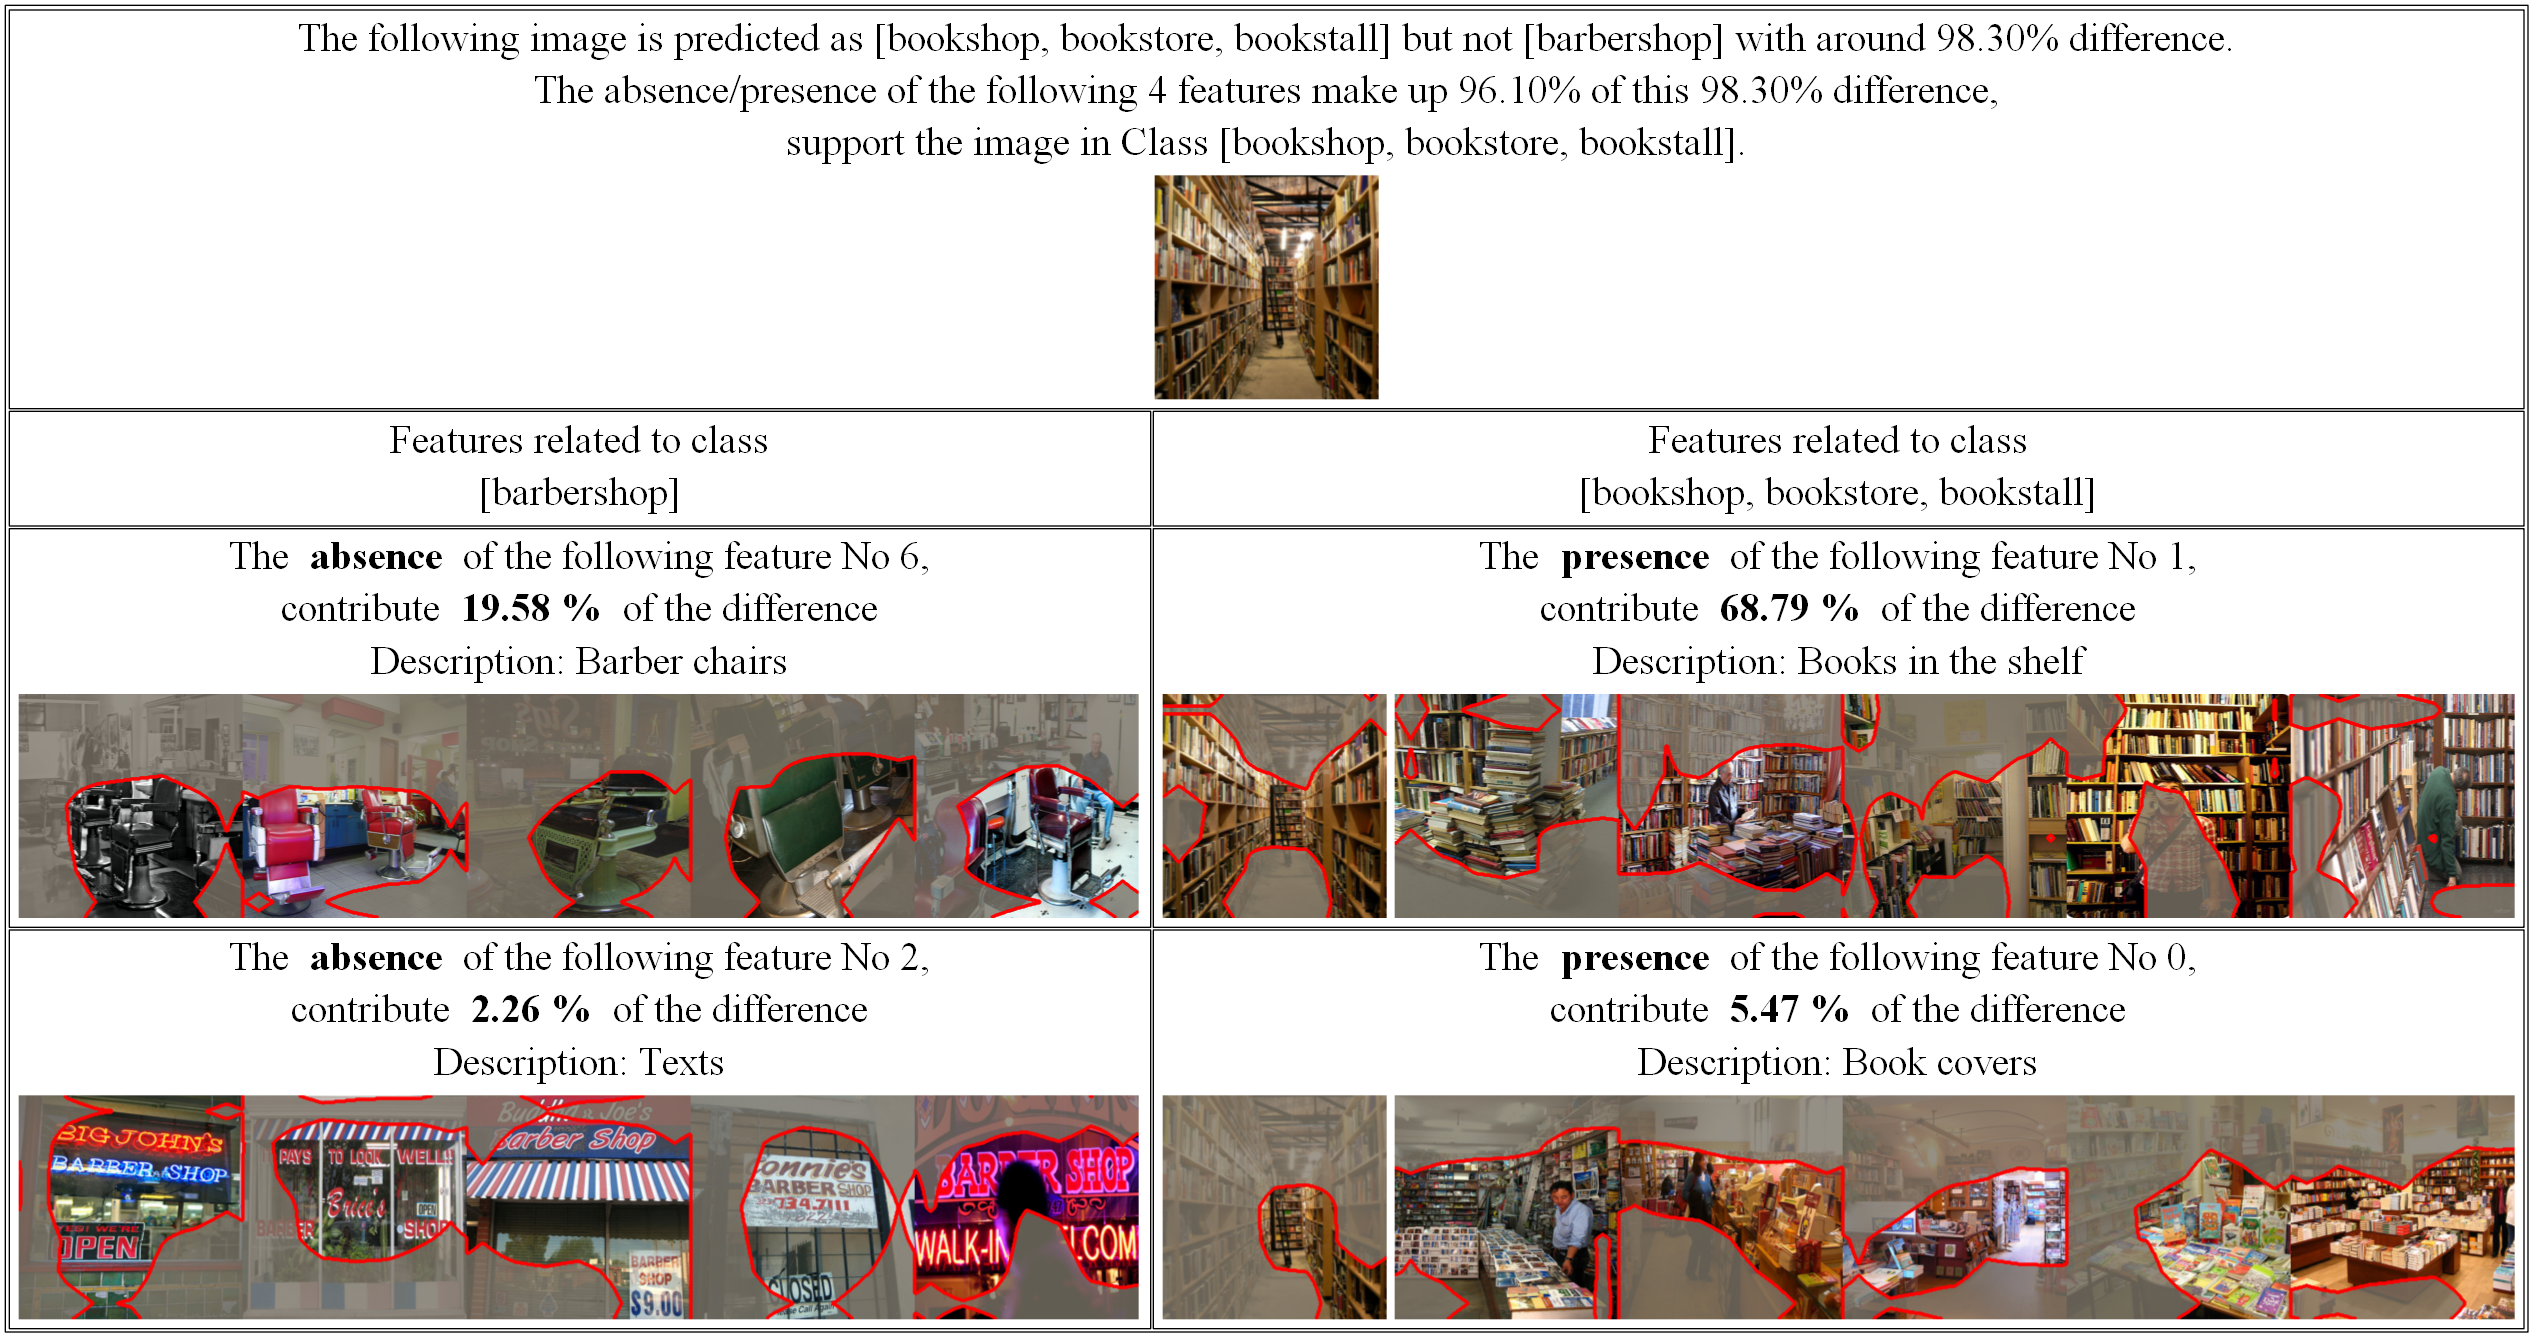 The following image is predicted as [bookshop, bookstore, bookstall] but not [barbershop] with around 98.30% difference.
The absence/presence of the following 4 features make up 96.10% of this 98.30% difference,
support the image in Class [bookshop, bookstore, bookstall].
Features related to class
[barbershop]
Features related to class
[bookshop, bookstore, bookstall]
The absence of the following feature No 6,
contribute 19.58 % of the difference
Description: Barber chairs
The presence of the following feature No 1,
contribute 68.79 % of the difference
Description: Books in the shelf
The absence of the following feature No 2,
contribute 2.26 % of the difference
Description: Texts
BIG JOHN'S
BARBER SHOP
YES! WE'RE
OPEN
PAYS TO LOOK WELL!!
Brice's
OPEN
BARBER SHOP
Buddha & Joe's
Barber Shop
BARBER
SHOP
$9.00
onnie's
BARBER SHOP
734-7111
CLOSED
Please Call Again
BARBER SHOP
WALK-IN
The presence of the following feature No 0,
contribute 5.47 % of the difference
Description: Book covers